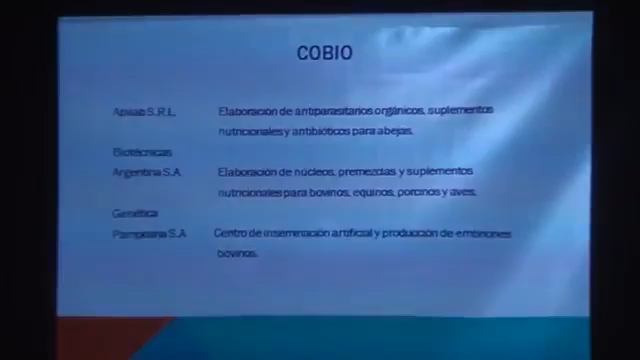 COBIO
Apilab S.R.L. Elaboración de antiparasitarios orgánicos, suplementos
nutricionales y antibióticos para abejas.
Biotécnicas
Argentina S.A. Elaboración de núcleos, premezclas y suplementos
nutricionales para bovinos, equinos, porcinos y aves.
Genética
Pampeana S.A Centro de inseminación artificial y producción de embriones
bovinos.